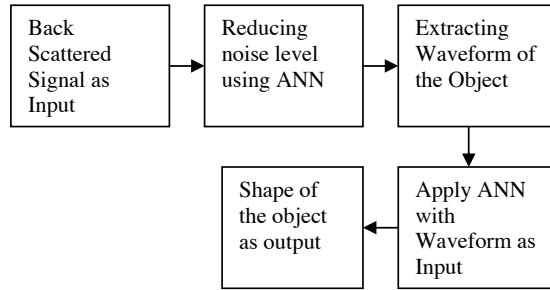 Back
Scattered
Signal as
Input
Reducing
noise level
using ANN
Extracting
Waveform of
the Object
Apply ANN
with
Waveform as
Input
Shape of
the object
as output